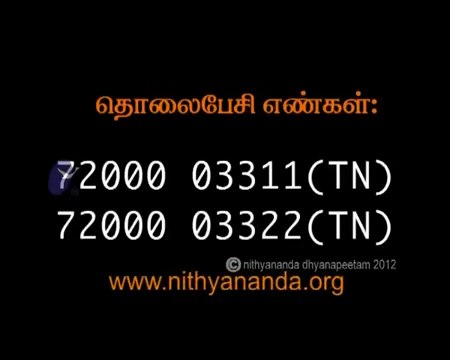 தொலைபேசி எண்கள்:
72000 03311(TN)
72000 03322(TN)
© nithyananda dhyanapeetam 2012
www.nithyananda.org